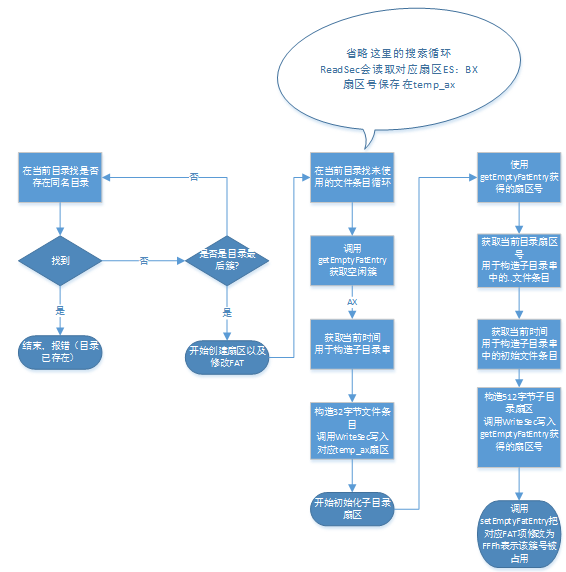 省略这里的搜索循环
ReadSec会读取对应扇区ES：BX
扇区号保存在temp_ax
在当前目录找是否
存在同名目录
否
找到
否
是否是目录最
后簇?
是
结束、报错（目录
已存在）
是
开始创建扇区以及
修改FAT
在当前目录找未使
用的文件条目循环
调用
getEmptyFatEntry
获取空闲簇
AX
获取当前时间
用于构造子目录串
构造32字节文件条
目
调用WriteSec写入
对应temp_ax扇区
开始初始化子目录
扇区
使用
getEmptyFatEntry获
得的扇区号
获取当前目录扇区
号
用于构造子目录串
中的..文件条目
获取当前时间
用于构造子目录串
中的初始文件条目
构造512字节子目
录扇区
调用WriteSec写入
getEmptyFatEntry获
得的扇区号
调用
setEmptyFatEntry把
对应FAT项修改为
FFFh表示该簇号被
占用